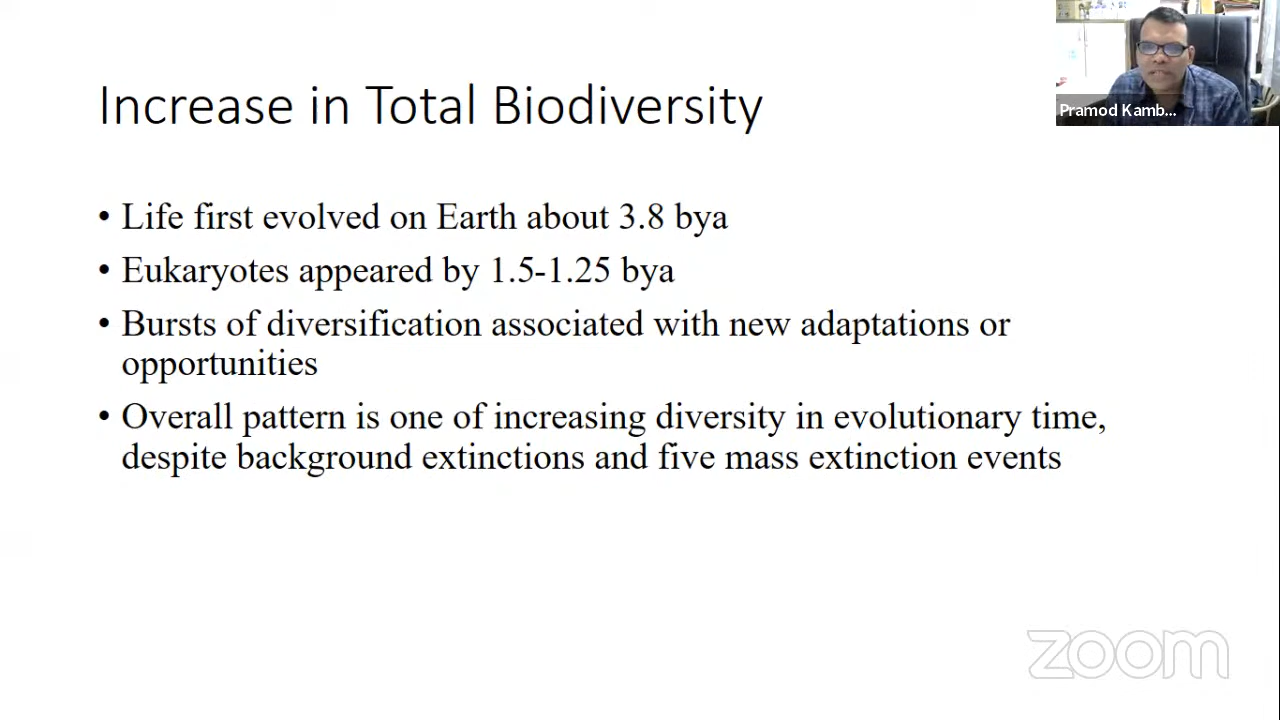 Increase in Total Biodiversity
Pramod Kamb...
• Life first evolved on Earth about 3.8 bya
• Eukaryotes appeared by 1.5-1.25 bya
• Bursts of diversification associated with new adaptations or
opportunities
• Overall pattern is one of increasing diversity in evolutionary time,
despite background extinctions and five mass extinction events
zoom